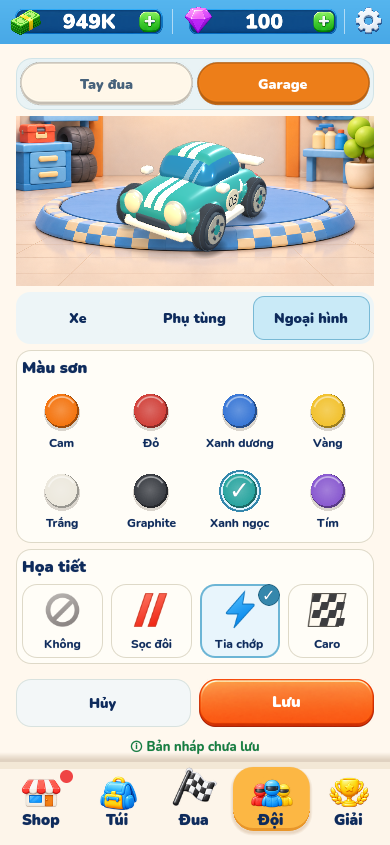 949K
100
Tay đua
Garage
03
Xe
Phụ tùng
Ngoại hình
Màu sơn
Cam
Đỏ
Xanh dương
Vàng
Trắng
Graphite
Xanh ngọc
Tím
Họa tiết
Không
Sọc đôi
Tia chớp
Caro
Hủy
Lưu
Bản nháp chưa lưu
Shop
Túi
Đua
Đội
Giải